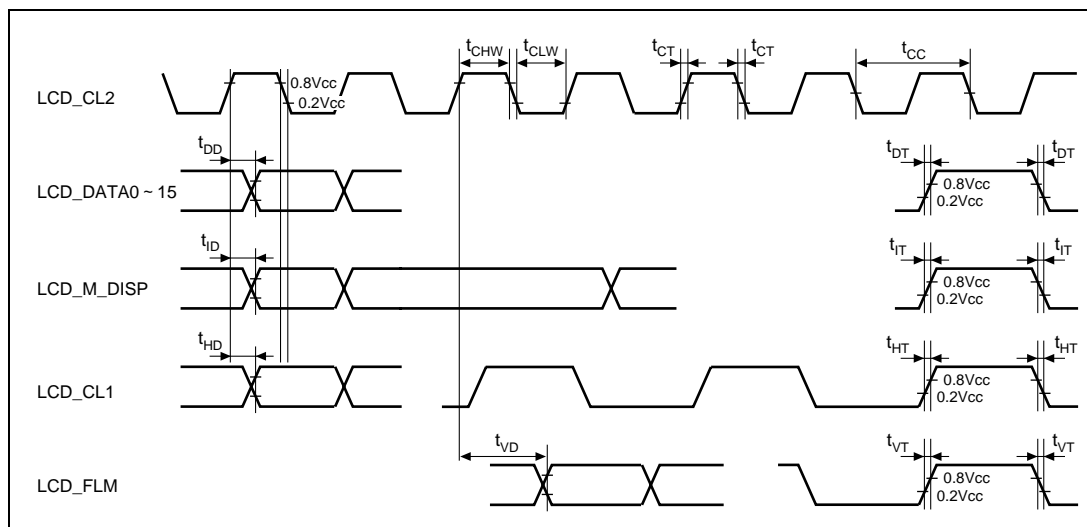 tCHW tCLW tCT tCT tCC
LCD_CL2 0.8Vcc
0.2Vcc
tDD tDT tDT
LCD_DATA0 ~ 15 0.8Vcc
0.2Vcc
tID tIT tIT
LCD_M_DISP 0.8Vcc
0.2Vcc
tHD tHT tHT
LCD_CL1 0.8Vcc
0.2Vcc
tVD tVT tVT
LCD_FLM 0.8Vcc
0.2Vcc